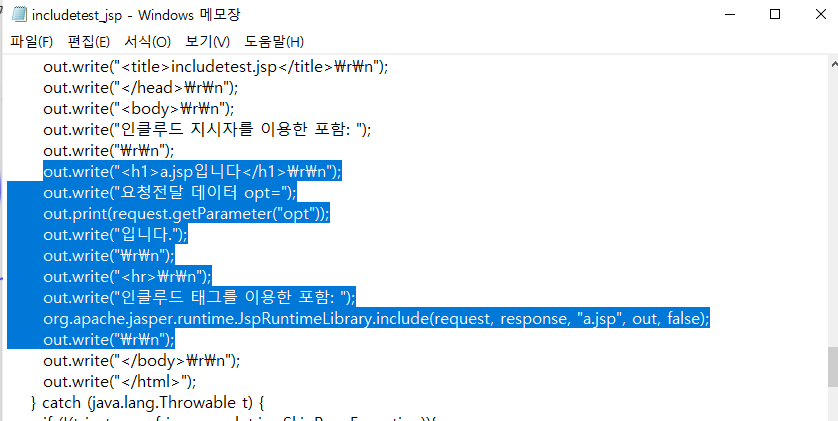 includetest_jsp - Windows 메모장
파일(F) 편집(E) 서식(O) 보기(V) 도움말(H)
out.write("<title>includetest.jsp</title>₩r₩n");
out.write("</head>₩r₩n");
out.write("<body>₩r₩n");
out.write("인클루드 지시자를 이용한 포함: ");
out.write("₩r₩n");
out.write("<h1>a.jsp입니다</h1>₩r₩n");
out.write("요청전달 데이터 opt=");
out.print(request.getParameter("opt"));
out.write("입니다.");
out.write("₩r₩n");
out.write("<hr>₩r₩n");
out.write("인클루드 태그를 이용한 포함: ");
org.apache.jasper.runtime.JspRuntimeLibrary.include(request, response, "a.jsp", out, false);
out.write("₩r₩n");
out.write("</body>₩r₩n");
out.write("</html>");
} catch (java.lang.Throwable t) {